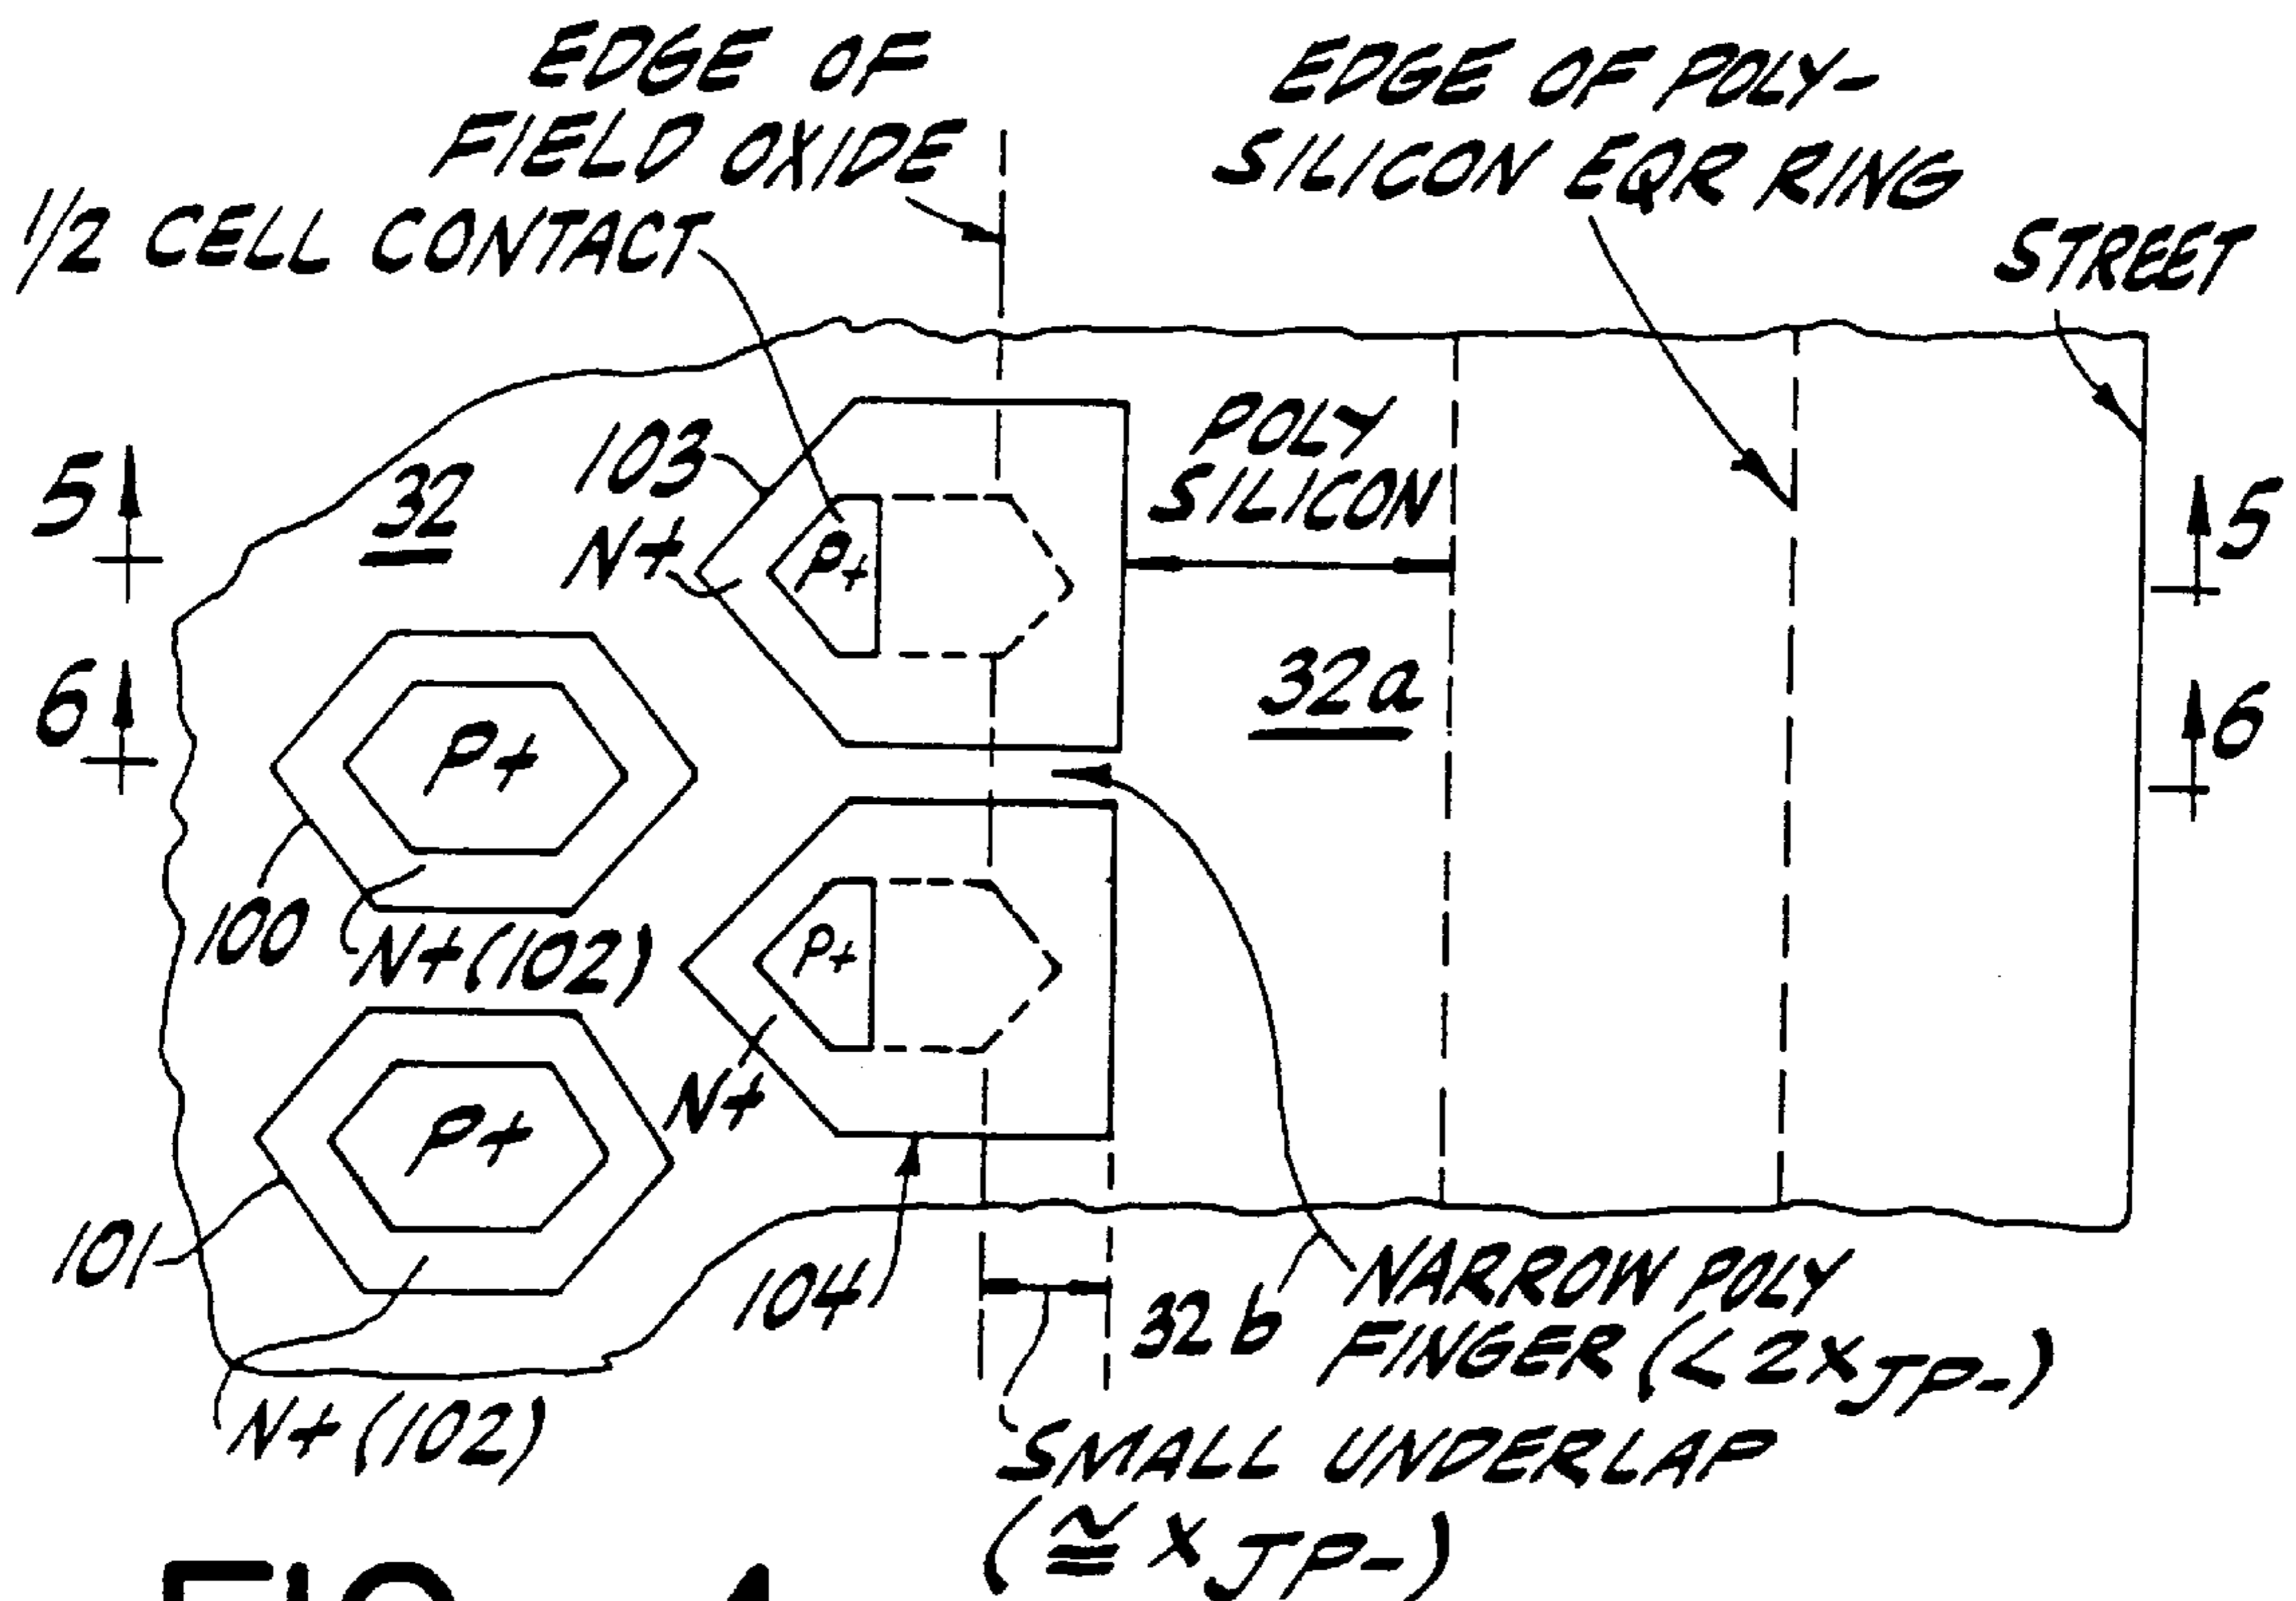 EDGE OF
FIELD OXIDE
EDGE OF POLY-
SILICON EQR RING
1/2 CELL CONTACT
STREET
103
POLY
SILICON
5
32
N+
P+
5
6
P+
32a
6
100
N+(102)
P+
N+
P+
101
104
32b
NARROW POLY
FINGER (<2XJP-)
N+(102)
SMALL UNDERLAP
(≅XJP-)